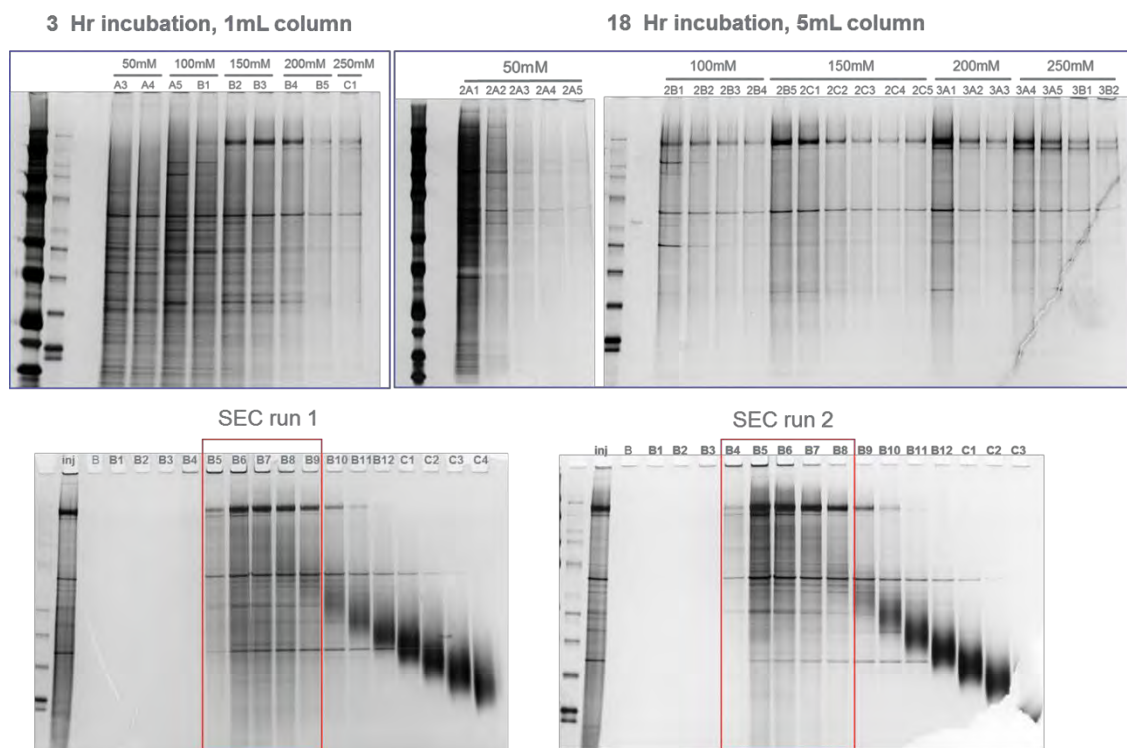 3 Hr incubation, 1mL column
18 Hr incubation, 5mL column
50mM 100mM 150mM 200mM 250mM
A3 A4 A5 B1 B2 B3 B4 B5 C1
50mM
2A1 2A2 2A3 2A4 2A5
100mM 150mM 200mM 250mM
2B1 2B2 2B3 2B4 2B5 2C1 2C2 2C3 2C4 2C5 3A1 3A2 3A3 3A4 3A5 3B1 3B2
SEC run 1
inj B B1 B2 B3 B4 B5 B6 B7 B8 B9 B10 B11 B12 C1 C2 C3 C4
SEC run 2
inj B B1 B2 B3 B4 B5 B6 B7 B8 B9 B10 B11 B12 C1 C2 C3